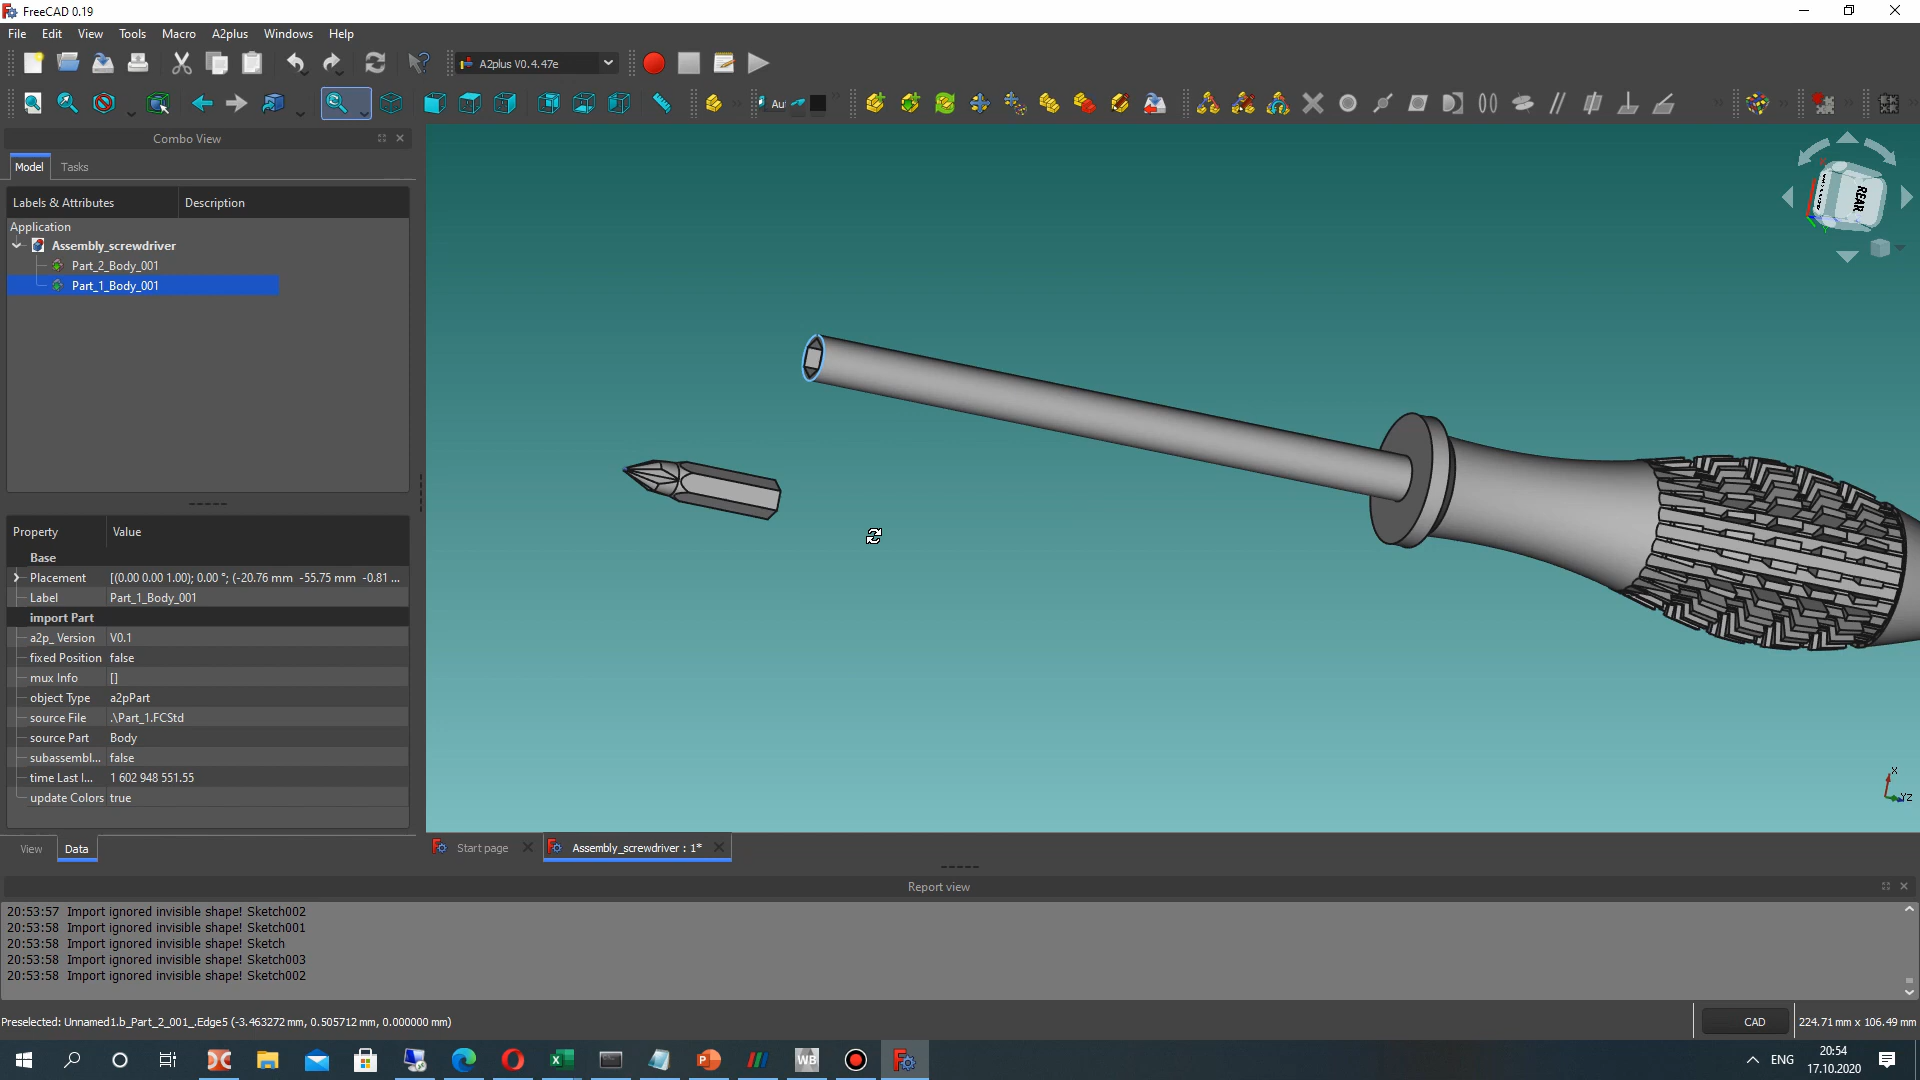 FreeCAD 0.19
File Edit View Tools Macro A2plus Windows Help
A2plus V0.4.47e
Aut
Combo View
Model Tasks
Labels & Attributes Description
Application
Assembly_screwdriver
Part_2_Body_001
Part_1_Body_001
REAR
Property Value
Base
Placement [(0.00 0.00 1.00); 0.00 °; (-20.76 mm -55.75 mm -0.81 ...
Label Part_1_Body_001
import Part
a2p_ Version V0.1
fixed Position false
mux Info []
object Type a2pPart
source File .\Part_1.FCStd
source Part Body
subassembl... false
time Last I... 1 602 948 551.55
update Colors true
X
YZ
View Data
Start page Assembly_screwdriver : 1*
Report view
20:53:57 Import ignored invisible shape! Sketch002
20:53:58 Import ignored invisible shape! Sketch001
20:53:58 Import ignored invisible shape! Sketch
20:53:58 Import ignored invisible shape! Sketch003
20:53:58 Import ignored invisible shape! Sketch002
Preselected: Unnamed1.b_Part_2_001_.Edge5 (-3.463272 mm, 0.505712 mm, 0.000000 mm)
CAD 224.71 mm x 106.49 mm
WB
ENG
20:54
17.10.2020